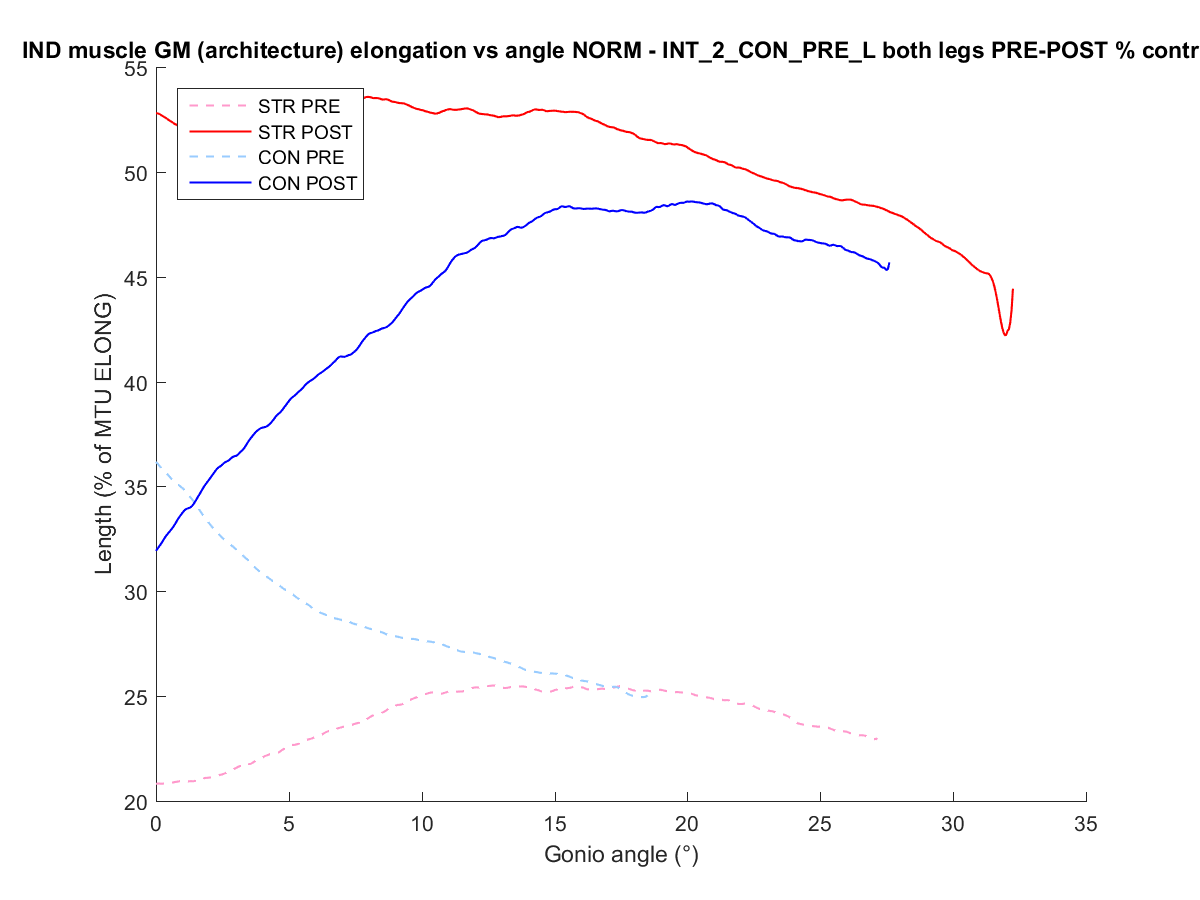 IND muscle GM (architecture) elongation vs angle NORM - INT_2_CON_PRE_L both legs PRE-POST % contr
55
50
45
40
35
30
25
20
Length (% of MTU ELONG)
STR PRE
STR POST
CON PRE
CON POST
0 5 10 15 20 25 30 35
Gonio angle (°)